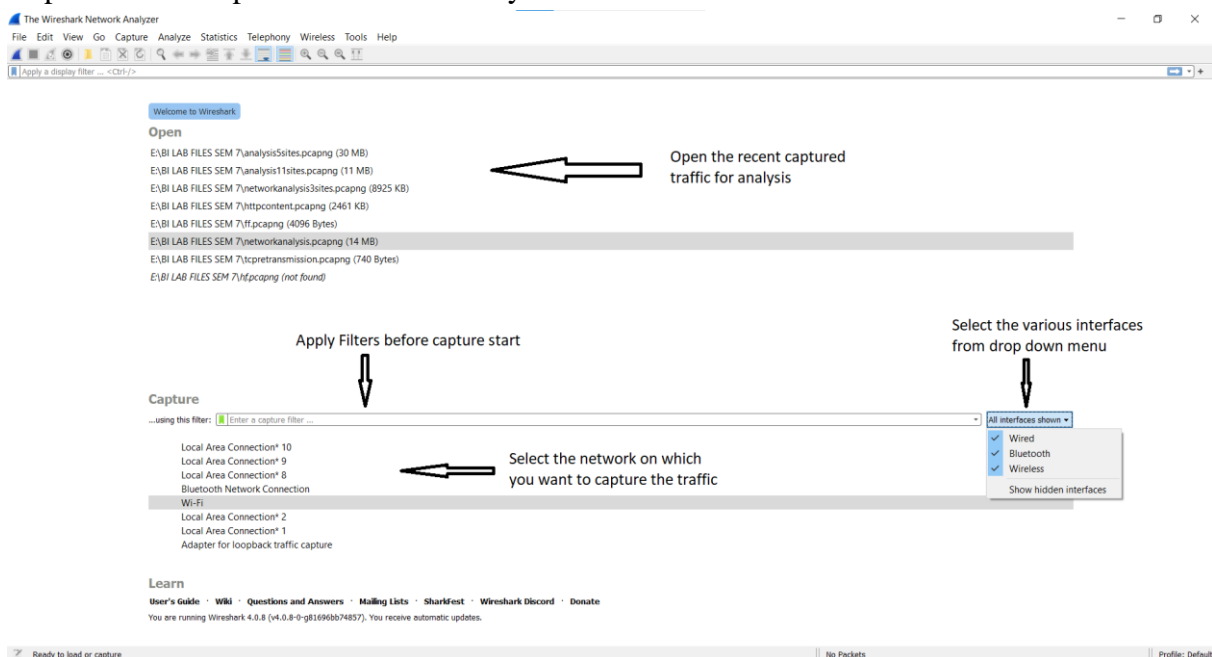 The Wireshark Network Analyzer
File Edit View Go Capture Analyze Statistics Telephony Wireless Tools Help
Apply a display filter ... <Ctrl-/>
Welcome to Wireshark
Open
E:\BI LAB FILES SEM 7\analysis5sites.pcapng (30 MB)
E:\BI LAB FILES SEM 7\analysis11sites.pcapng (11 MB)
E:\BI LAB FILES SEM 7\networkanalysis3sites.pcapng (8925 KB)
E:\BI LAB FILES SEM 7\httpcontent.pcapng (2461 KB)
E:\BI LAB FILES SEM 7\ff.pcapng (4096 Bytes)
E:\BI LAB FILES SEM 7\networkanalysis.pcapng (14 MB)
E:\BI LAB FILES SEM 7\tcpretransmission.pcapng (740 Bytes)
E:\BI LAB FILES SEM 7\hf.pcapng (not found)
Open the recent captured
traffic for analysis
Apply Filters before capture start
Select the various interfaces
from drop down menu
Capture
...using this filter: Enter a capture filter ...
All interfaces shown
Wired
Bluetooth
Wireless
Show hidden interfaces
Local Area Connection* 10
Local Area Connection* 9
Local Area Connection* 8
Bluetooth Network Connection
Wi-Fi
Local Area Connection* 2
Local Area Connection* 1
Adapter for loopback traffic capture
Select the network on which
you want to capture the traffic
Learn
User's Guide · Wiki · Questions and Answers · Mailing Lists · SharkFest · Wireshark Discord · Donate
You are running Wireshark 4.0.8 (v4.0.8-0-g81696bb74857). You receive automatic updates.
Ready to load or capture
No Packets
Profile: Default